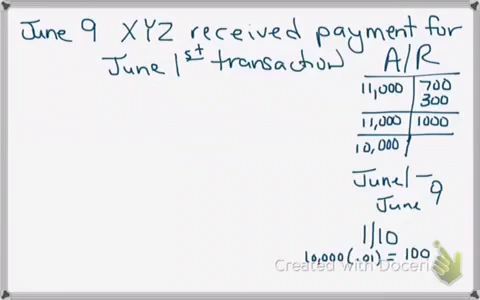 June 9 XYZ received payment for
June 1st transaction
A/R
11,000 700
300
11,000 1000
10,000
June 1 -
June 9
1/10
10,000 (.01) = 100
Created with Doceri